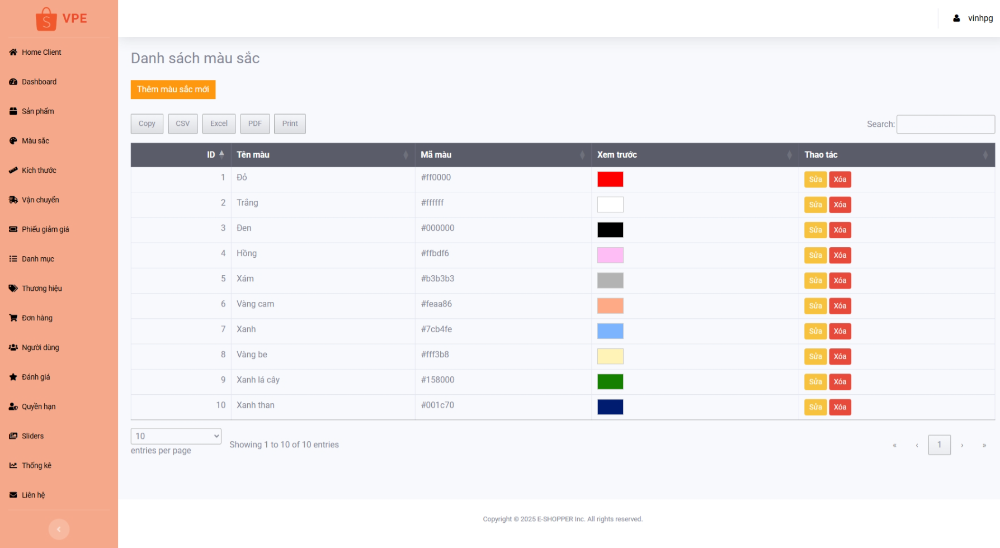 VPE
vinhpg
Home Client
Dashboard
Sản phẩm
Màu sắc
Kích thước
Vận chuyển
Phiếu giảm giá
Danh mục
Thương hiệu
Đơn hàng
Người dùng
Đánh giá
Quyền hạn
Sliders
Thống kê
Liên hệ
Danh sách màu sắc
Thêm màu sắc mới
Copy CSV Excel PDF Print
Search:
ID Tên màu Mã màu Xem trước Thao tác
1 Đỏ #ff0000 Sửa Xóa
2 Trắng #ffffff Sửa Xóa
3 Đen #000000 Sửa Xóa
4 Hồng #ffbdf6 Sửa Xóa
5 Xám #b3b3b3 Sửa Xóa
6 Vàng cam #feaa86 Sửa Xóa
7 Xanh #7cb4fe Sửa Xóa
8 Vàng be #fff3b8 Sửa Xóa
9 Xanh lá cây #158000 Sửa Xóa
10 Xanh than #001c70 Sửa Xóa
10
entries per page
Showing 1 to 10 of 10 entries
« ‹ 1 › »
Copyright © 2025 E-SHOPPER Inc. All rights reserved.